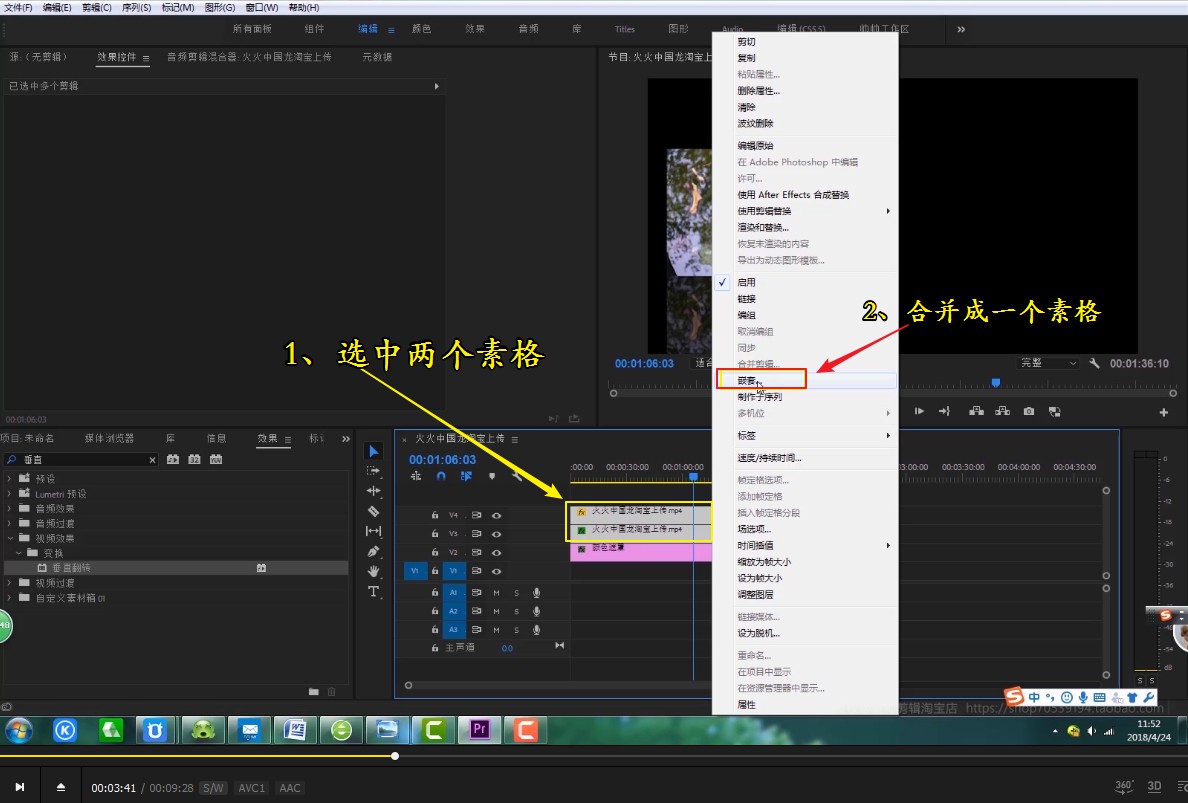 文件(F) 编辑(E) 剪辑(C) 序列(S) 标记(M) 图形(G) 窗口(W) 帮助(H)
所有面板 组件 编辑 颜色 效果 音频 库 Titles 图形 Audio 编辑 (CS5.5) 帅帅工作区
源:(无剪辑) 效果控件 音频剪辑混合器:火火中国龙淘宝上传 元数据
节目:火火中国龙淘宝上
已选中多个剪辑
00:01:06:03
剪切
复制
粘贴属性...
删除属性...
清除
波纹删除
编辑原始
在 Adobe Photoshop 中编辑
许可...
使用 After Effects 合成替换
使用剪辑替换
渲染和替换...
恢复未渲染的内容
导出为动态图形模板...
启用
链接
编组
取消编组
同步
合并剪辑...
嵌套...
制作子序列
多机位
标签
速度/持续时间...
帧定格选项...
添加帧定格
插入帧定格分段
场选项...
时间插值
缩放为帧大小
设为帧大小
调整图层
链接媒体...
设为脱机...
重命名...
在项目中显示
在资源管理器中显示...
属性
2、合并成一个素格
1、选中两个素格
00:01:06:03 适合
完整 00:01:36:10
项目:未命名 媒体浏览器 库 信息 效果 标记
垂直
预设
Lumetri 预设
音频效果
音频过渡
视频效果
变换
垂直翻转
视频过渡
自定义素材箱 01
火火中国龙淘宝上传
00:01:06:03
:00:00 00:00:30:00 00:01:00:00 03:00:00 00:03:30:00 00:04:00:00 00:04:30:00
V4 火火中国龙淘宝上传.mp4
V3 火火中国龙淘宝上传.mp4
V2 颜色遮罩
V1 V1
A1 M S
A2 M S
A3 M S
主声道 0.0
0
-6
-12
-18
-24
-30
-36
-54
dB
S S
48
中
剪辑淘宝店 https://shop70539194.taobao.com
Pr
11:52
2018/4/24
00:03:41 / 00:09:28 S/W AVC1 AAC
360° 3D